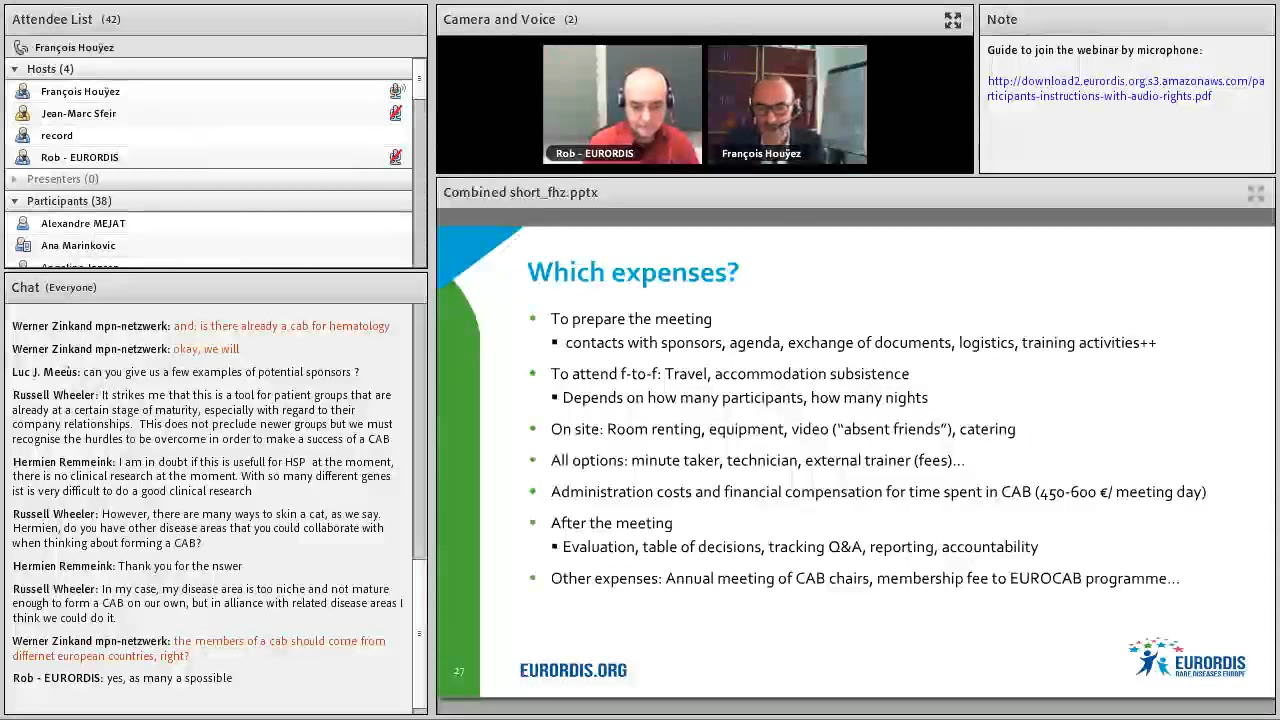 Attendee List (42)
François Houÿez
Hosts (4)
François Houÿez
Jean-Marc Sfeir
record
Rob - EURORDIS
Presenters (0)
Participants (38)
Alexandre MEJAT
Ana Marinkovic
Chat (Everyone)
Werner Zinkand mpn-netzwerk: and: is there already a cab for hematology
Werner Zinkand mpn-netzwerk: okay, we will
Luc J. Meeùs: can you give us a few examples of potential sponsors ?
Russell Wheeler: It strikes me that this is a tool for patient groups that are
already at a certain stage of maturity, especially with regard to their
company relationships.  This does not preclude newer groups but we must
recognise the hurdles to be overcome in order to make a success of a CAB
Hermien Remmeink: I am in doubt if this is usefull for HSP  at the moment,
there is no clinical research at the moment. With so many different genes
ist is very difficult to do a good clinical research
Russell Wheeler: However, there are many ways to skin a cat, as we say.
Hermien, do you have other disease areas that you could collaborate with
when thinking about forming a CAB?
Hermien Remmeink: Thank you for the nswer
Russell Wheeler: In my case, my disease area is too niche and not mature
enough to form a CAB on our own, but in alliance with related disease areas I
think we could do it.
Werner Zinkand mpn-netzwerk: the members of a cab should come from
differnet european countries, right?
Rob - EURORDIS: yes, as many a spossible
Camera and Voice (2)
Rob - EURORDIS
François Houÿez
Note
Guide to join the webinar by microphone:
http://download2.eurordis.org.s3.amazonaws.com/pa
rticipants-instructions-with-audio-rights.pdf
Combined short_fhz.pptx
Which expenses?
To prepare the meeting
contacts with sponsors, agenda, exchange of documents, logistics, training activities++
To attend f-to-f: Travel, accommodation subsistence
Depends on how many participants, how many nights
On site: Room renting, equipment, video (“absent friends”), catering
All options: minute taker, technician, external trainer (fees)…
Administration costs and financial compensation for time spent in CAB (450-600 €/ meeting day)
After the meeting
Evaluation, table of decisions, tracking Q&A, reporting, accountability
Other expenses: Annual meeting of CAB chairs, membership fee to EUROCAB programme…
27
EURORDIS.ORG
EURORDIS
RARE DISEASES EUROPE